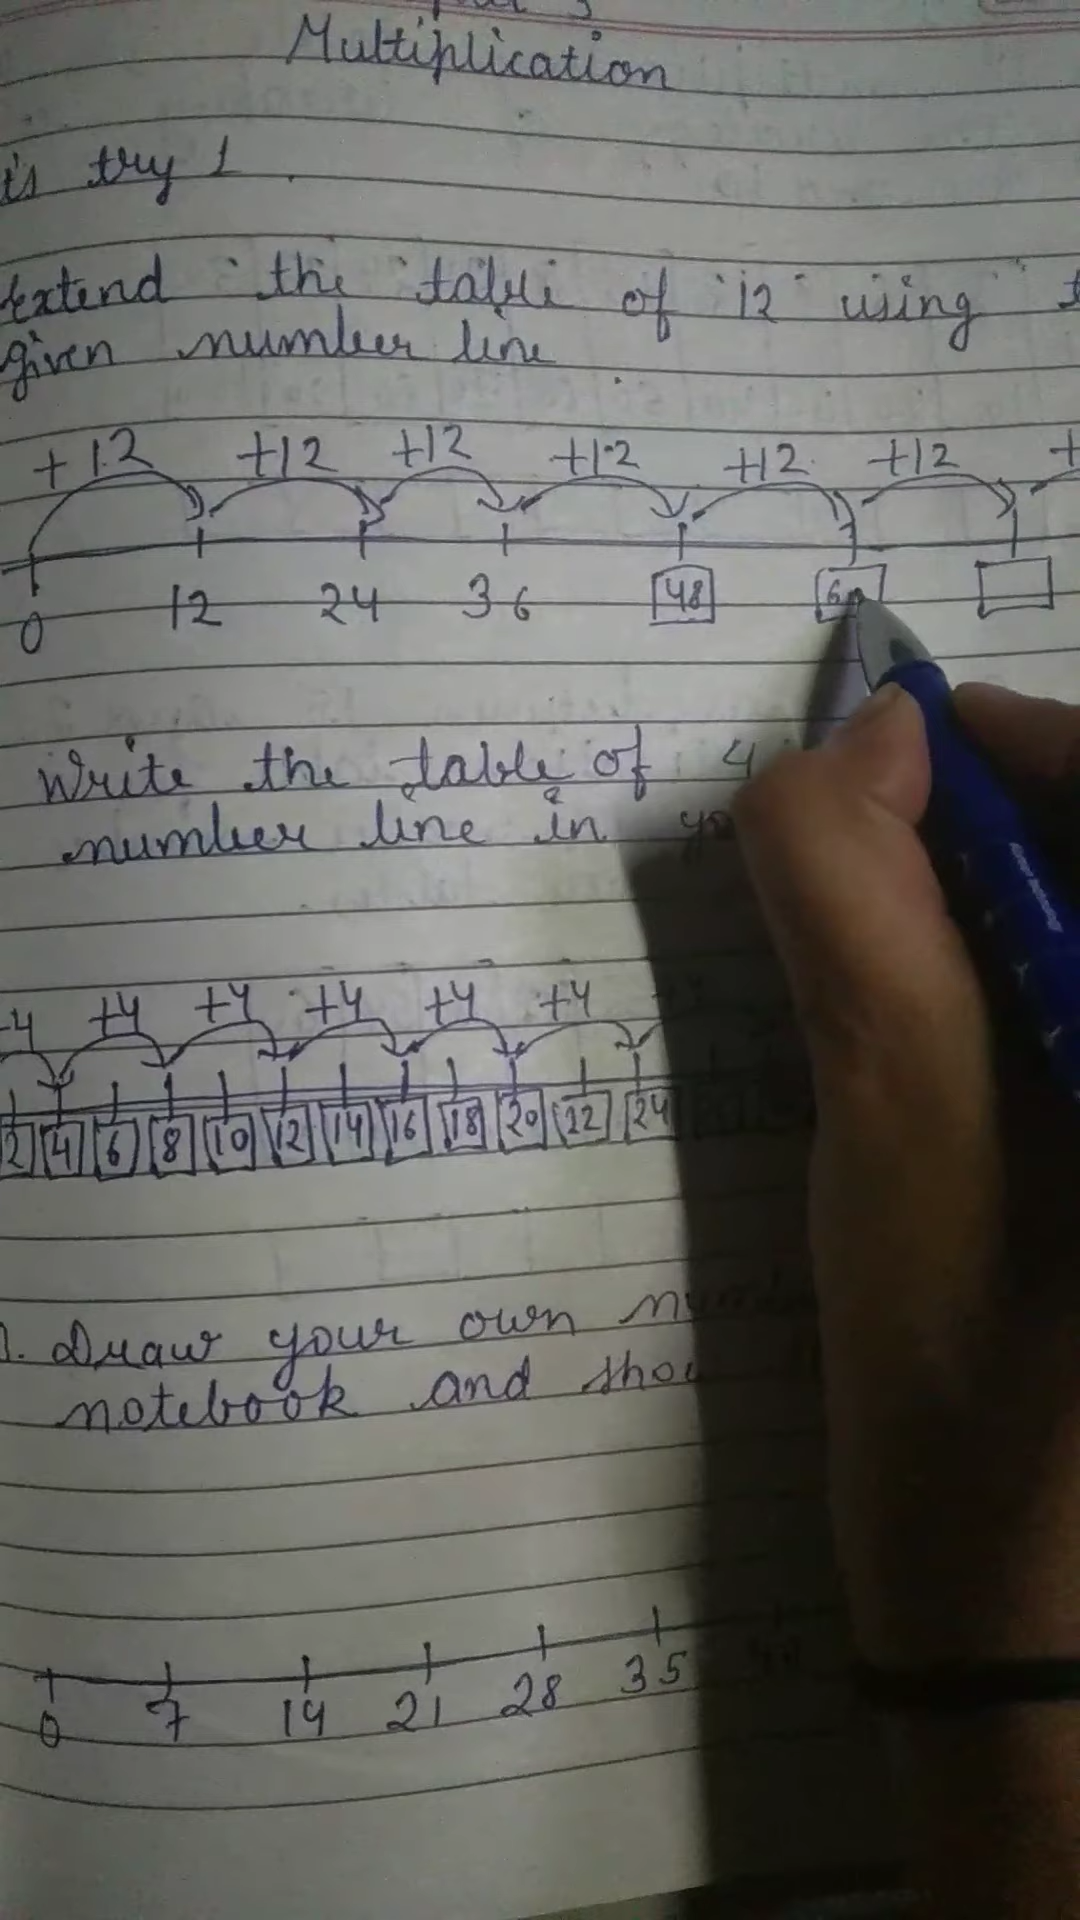 Multiplication
is try 1
Extend the table of 12 using
given number line
+12 +12 +12 +12 +12 +12
0 12 24 36 48
Write the table of 4
number line in
+4 +4 +4 +4 +4
2 4 6 8 10 12 14 16 18 20 22 24
Draw your own
notebook and
0 7 14 21 28 35